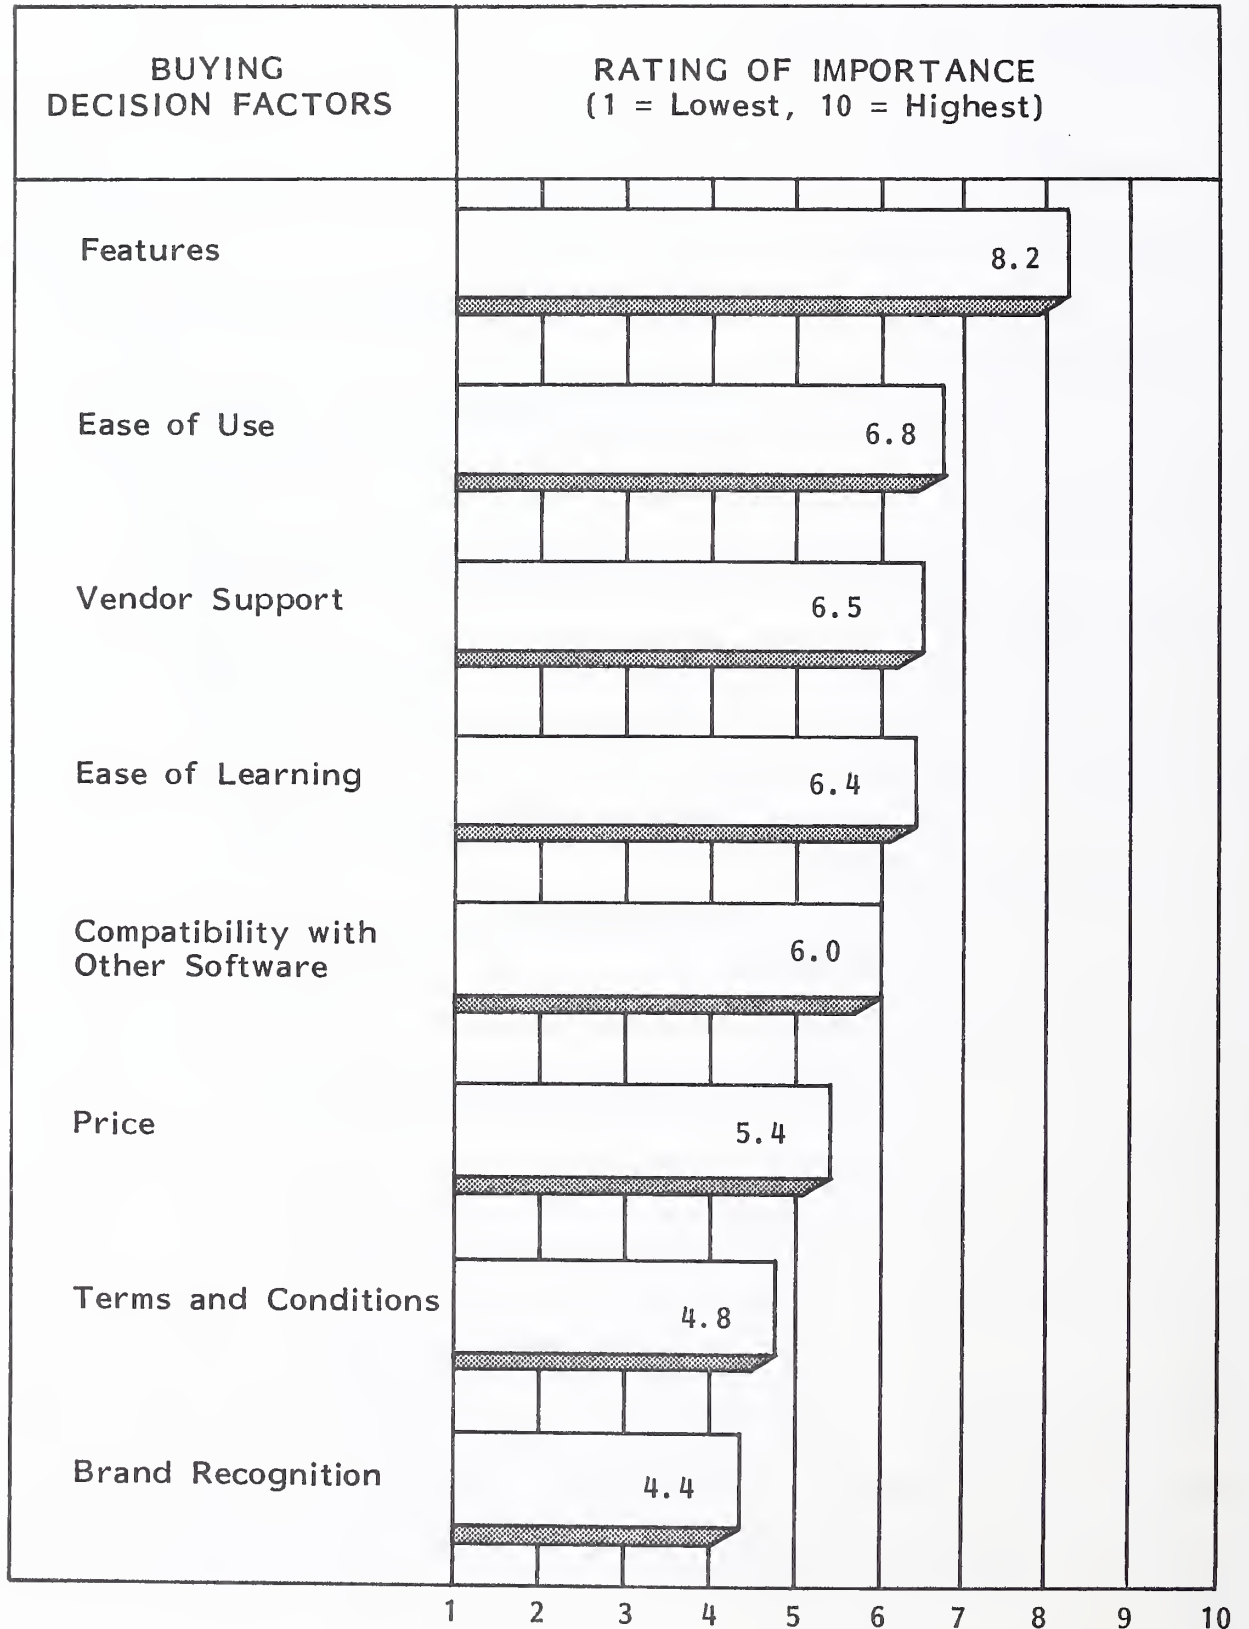 BUYING
DECISION FACTORS
RATING OF IMPORTANCE
(1 = Lowest, 10 = Highest)
Features
8.2
Ease of Use
6.8
Vendor Support
6.5
Ease of Learning
6.4
Compatibility with
Other Software
6.0
Price
5.4
Terms and Conditions
4.8
Brand Recognition
4.4
1 2 3 4 5 6 7 8 9 10